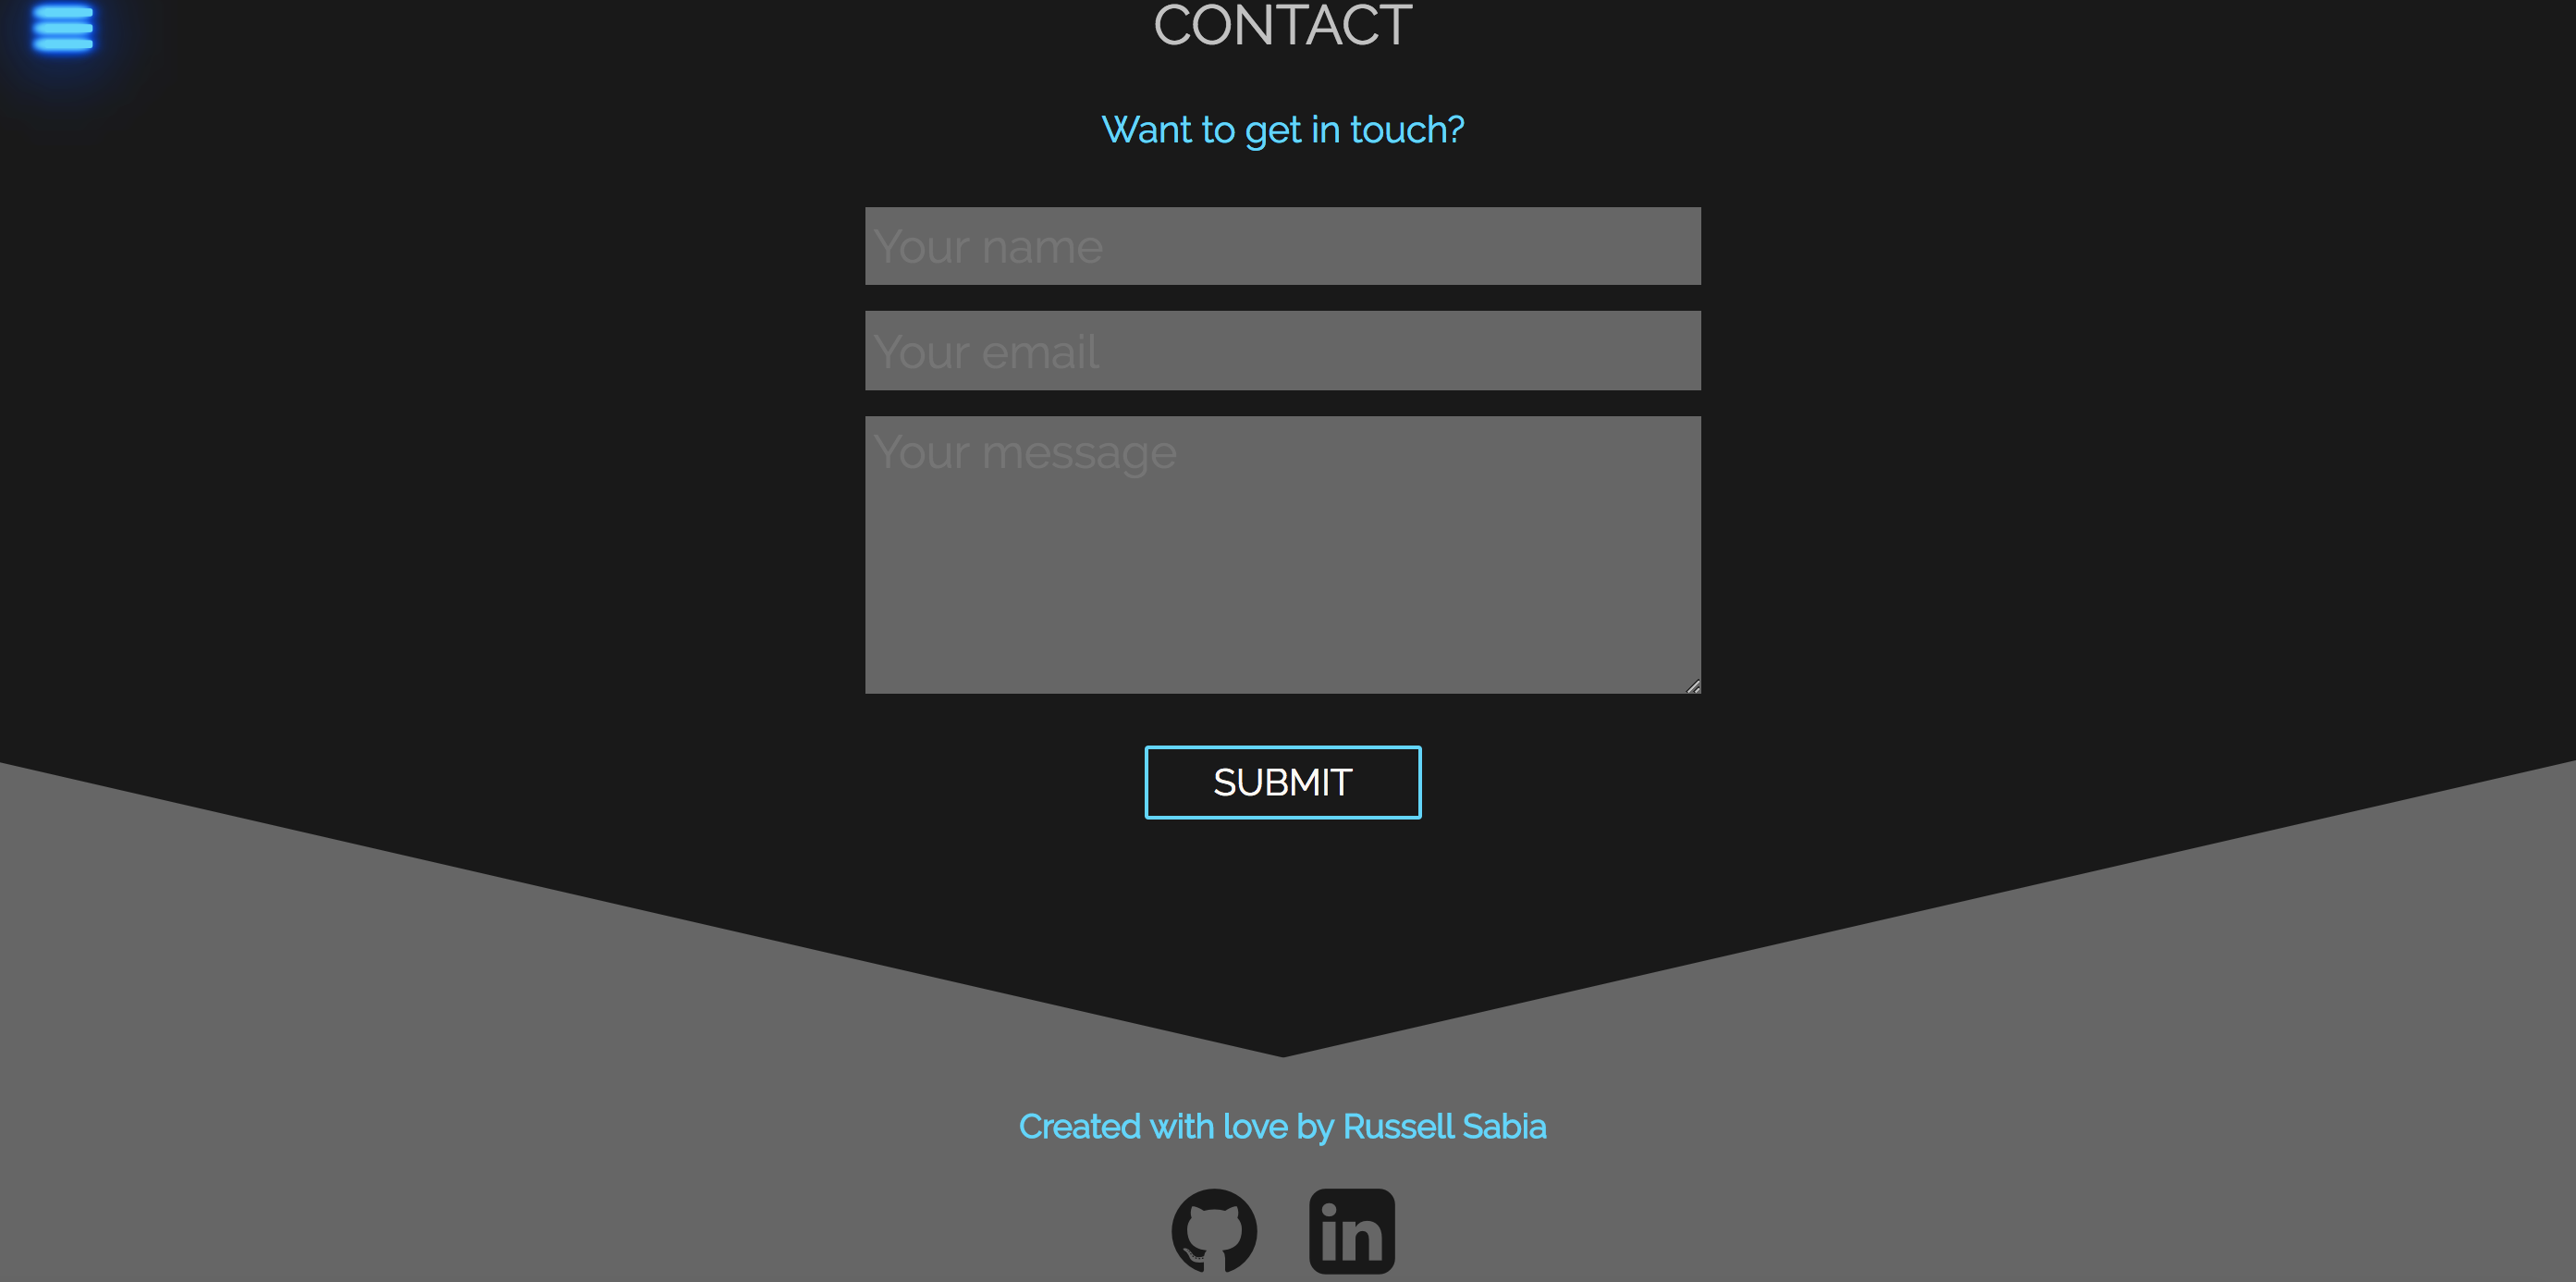 CONTACT
Want to get in touch?
Your name
Your email
Your message
SUBMIT
Created with love by Russell Sabia
in